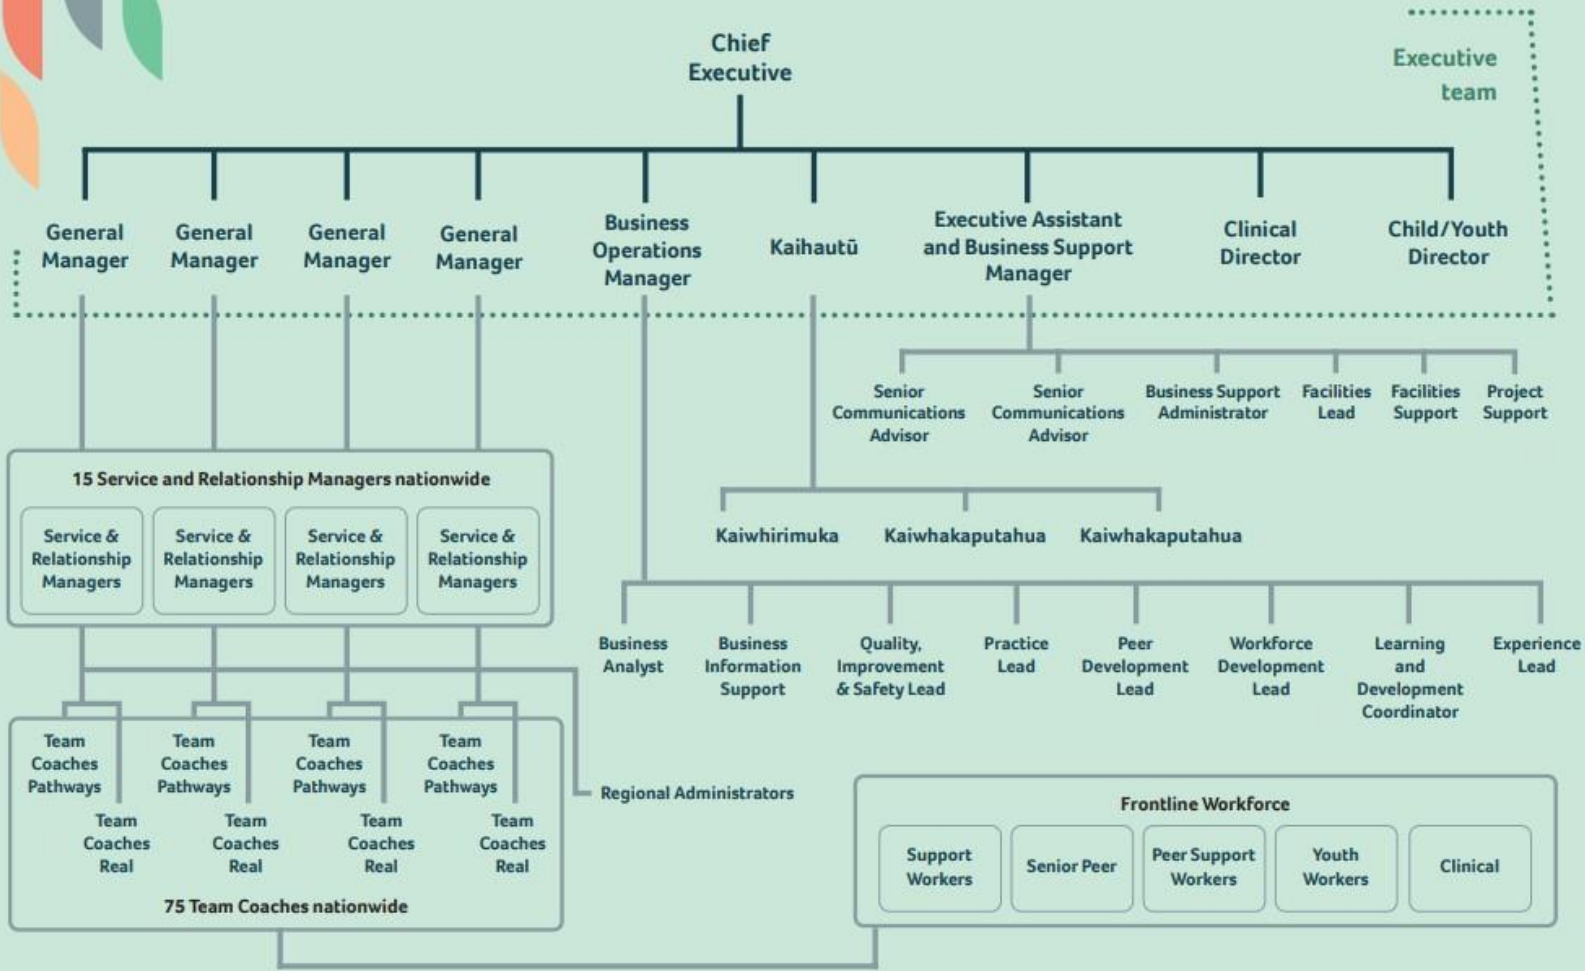 Chief
Executive
Executive
team
General
Manager
General
Manager
General
Manager
General
Manager
Business
Operations
Manager
Kaihautū
Executive Assistant
and Business Support
Manager
Clinical
Director
Child/Youth
Director
Senior
Communications
Advisor
Senior
Communications
Advisor
Business Support
Administrator
Facilities
Lead
Facilities
Support
Project
Support
15 Service and Relationship Managers nationwide
Service &
Relationship
Managers
Service &
Relationship
Managers
Service &
Relationship
Managers
Service &
Relationship
Managers
Kaiwhirimuka
Kaiwhakaputahua
Kaiwhakaputahua
Business
Analyst
Business
Information
Support
Quality,
Improvement
& Safety Lead
Practice
Lead
Peer
Development
Lead
Workforce
Development
Lead
Learning
and
Development
Coordinator
Experience
Lead
Team
Coaches
Pathways
Team
Coaches
Pathways
Team
Coaches
Pathways
Team
Coaches
Pathways
Team
Coaches
Real
Team
Coaches
Real
Team
Coaches
Real
Team
Coaches
Real
75 Team Coaches nationwide
Regional Administrators
Frontline Workforce
Support
Workers
Senior Peer
Peer Support
Workers
Youth
Workers
Clinical